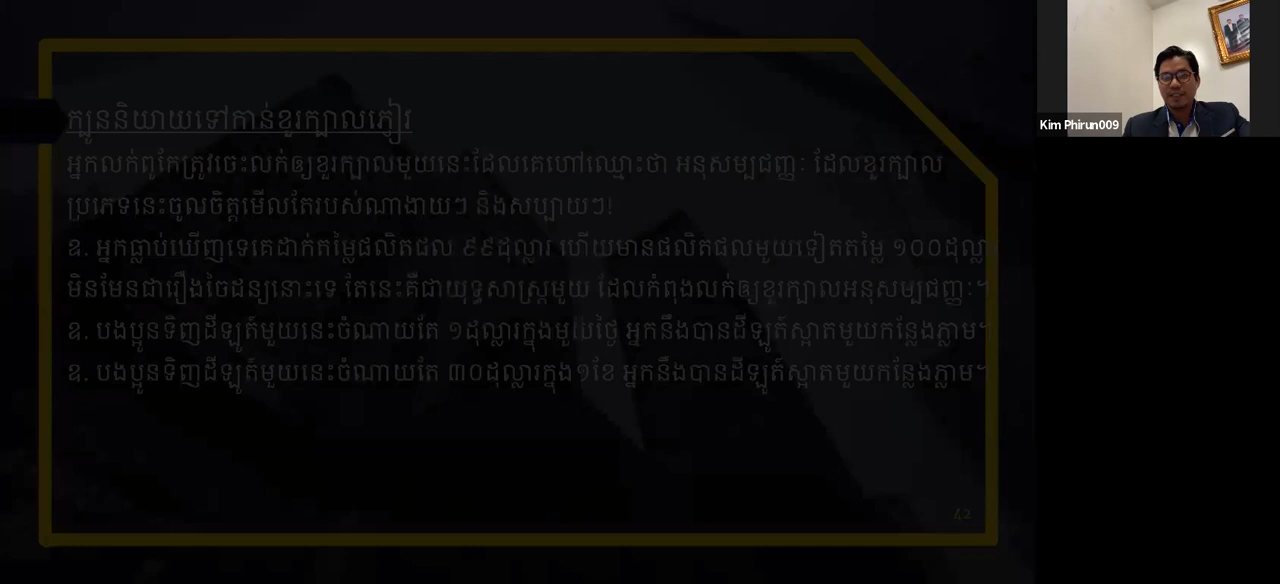 ក្បួននិយាយទៅកាន់ខួរក្បាលភ្ញៀវ
អ្នកលក់ពូកែត្រូវចេះលក់ឲ្យខួរក្បាលមួយនេះដែលគេហៅឈ្មោះថា អនុសម្បជញ្ញៈ ដែលខួរក្បាល
ប្រភេទនេះចូលចិត្តមើលតែរបស់ណាងាយៗ និងសប្បាយៗ!
ឧ. អ្នកធ្លាប់ឃើញទេគេដាក់តម្លៃផលិតផល ៩៩ដុល្លារ ហើយមានផលិតផលមួយទៀតតម្លៃ ១០០ដុល្លា
មិនមែនជារឿងចៃដន្យនោះទេ តែនេះគឺជាយុទ្ធសាស្ត្រមួយ ដែលកំពុងលក់ឲ្យខួរក្បាលអនុសម្បជញ្ញៈ។
ឧ. បងប្អូនទិញដីឡូត៍មួយនេះចំណាយតែ ១ដុល្លារក្នុងមួយថ្ងៃ អ្នកនឹងបានដីឡូត៍ស្អាតមួយកន្លែងភ្លាម។
ឧ. បងប្អូនទិញដីឡូត៍មួយនេះចំណាយតែ ៣០ដុល្លារក្នុង១ខែ អ្នកនឹងបានដីឡូត៍ស្អាតមួយកន្លែងភ្លាម។
42
Kim Phirun009